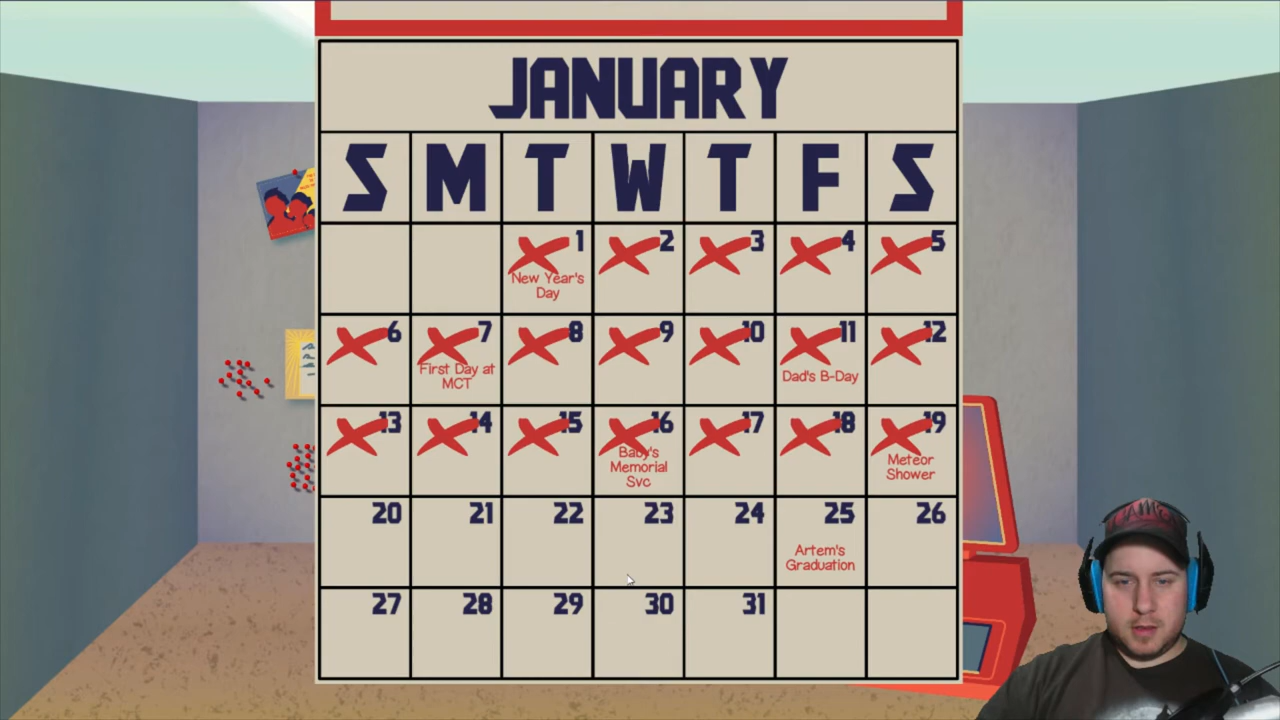 JANUARY
S M T W T F S
1 2 3 4 5
New Year's
Day
6 7 8 9 10 11 12
First Day at
MCT
Dad's B-Day
13 14 15 16 17 18 19
Baby's
Memorial
Svc
Meteor
Shower
20 21 22 23 24 25 26
Artem's
Graduation
27 28 29 30 31